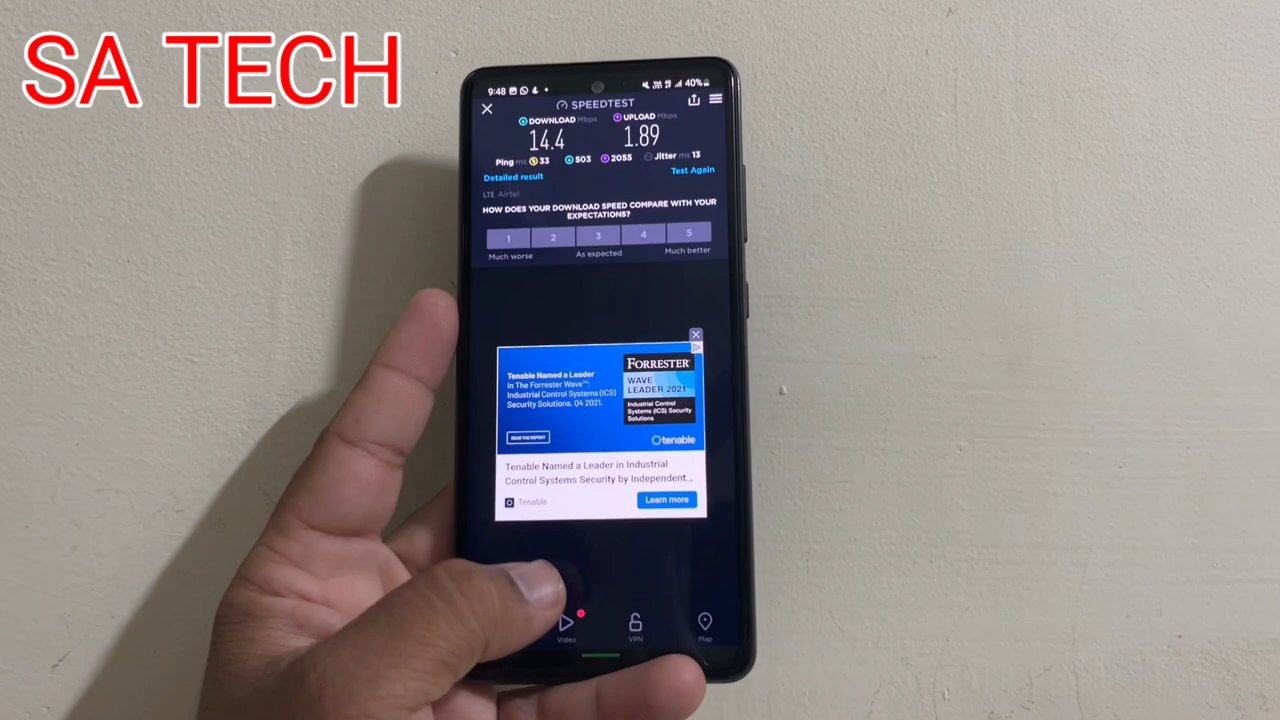 SA TECH
9:48
40%
SPEEDTEST
DOWNLOAD Mbps
UPLOAD Mbps
14.4
1.89
Ping ms 33 503 2055 Jitter ms 13
Detailed result
Test Again
LTE Airtel
HOW DOES YOUR DOWNLOAD SPEED COMPARE WITH YOUR
EXPECTATIONS?
1 2 3 4 5
Much worse As expected Much better
Tenable Named a Leader
in The Forrester Wave™:
Industrial Control Systems (ICS)
Security Solutions, Q4 2021.
READ THE REPORT
FORRESTER
WAVE
LEADER 2021
Industrial Control
Systems (ICS) Security
Solutions
tenable
Tenable Named a Leader in Industrial
Control Systems Security by Independent...
Tenable
Learn more
Video
VPN
Map